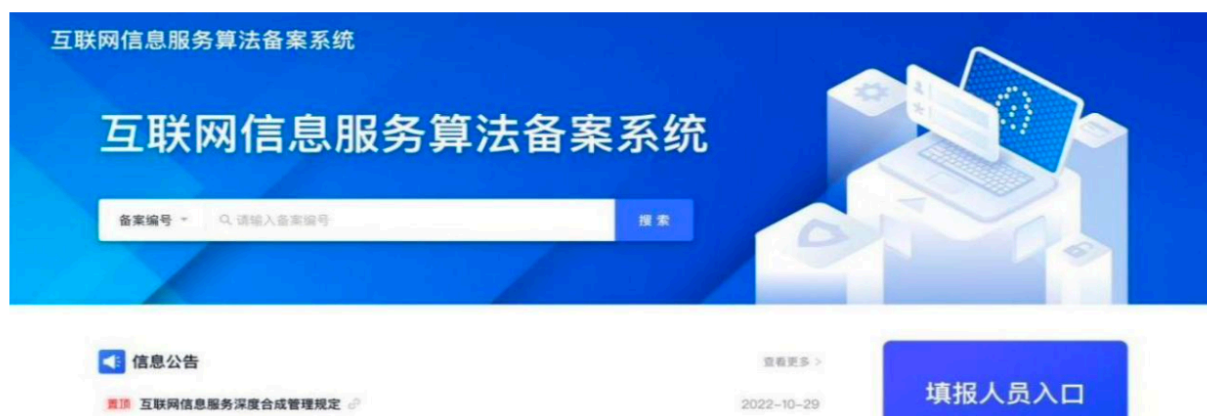 互联网信息服务算法备案系统
互联网信息服务算法备案系统
备案编号 请输入备案编号 搜索
信息公告 查看更多 >
置顶 互联网信息服务深度合成管理规定 2022-10-29
填报人员入口